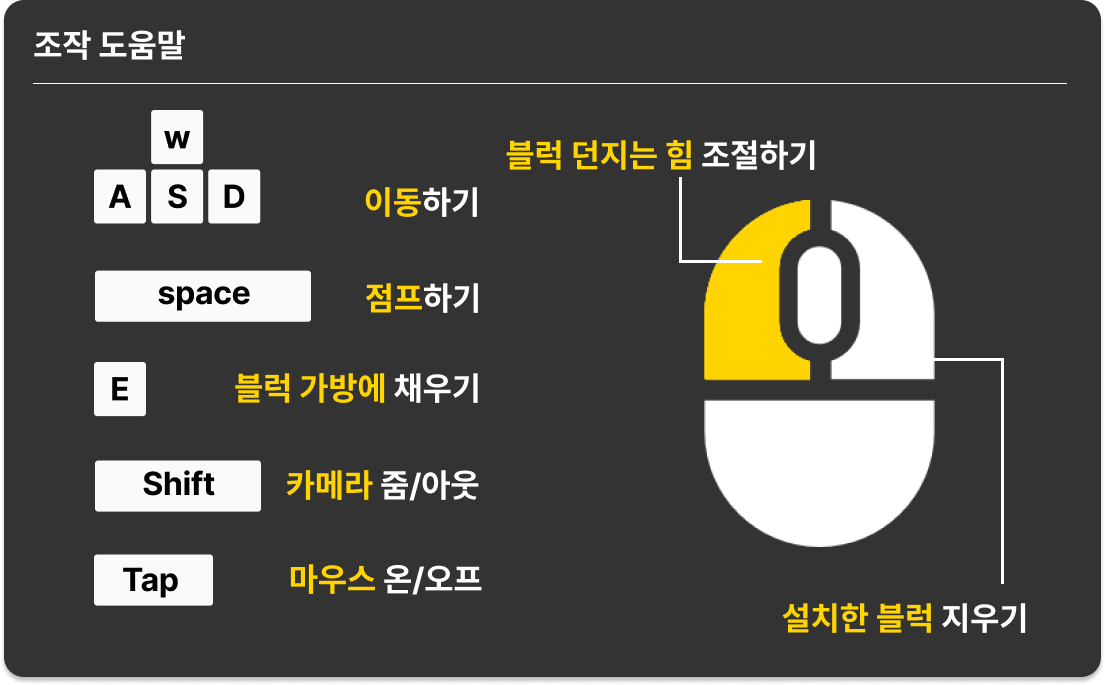 조작 도움말
w
A S D
이동하기
space
점프하기
E
블럭 가방에 채우기
Shift
카메라 줌/아웃
Tap
마우스 온/오프
블럭 던지는 힘 조절하기
설치한 블럭 지우기